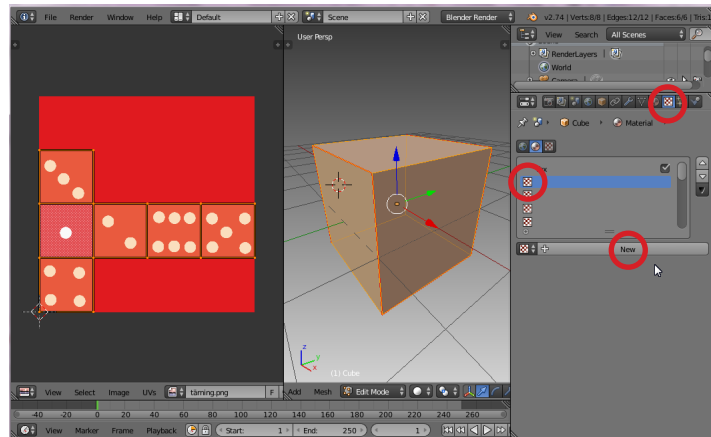 File Render Window Help Default Scene Blender Render v2.74 | Verts:8/8 | Edges:12/12 | Faces:6/6 | Tris:1
User Persp
View Search All Scenes
RenderLayers |
World
Camera |
Cube Material
New
z
y
x
(1) Cube
View Select Image UVs tärning.png F
Add Mesh Edit Mode
-40 -20 0 20 40 60 80 100 120 140 160 180 200 220 240 260
View Marker Frame Playback Start: 1 End: 250 1